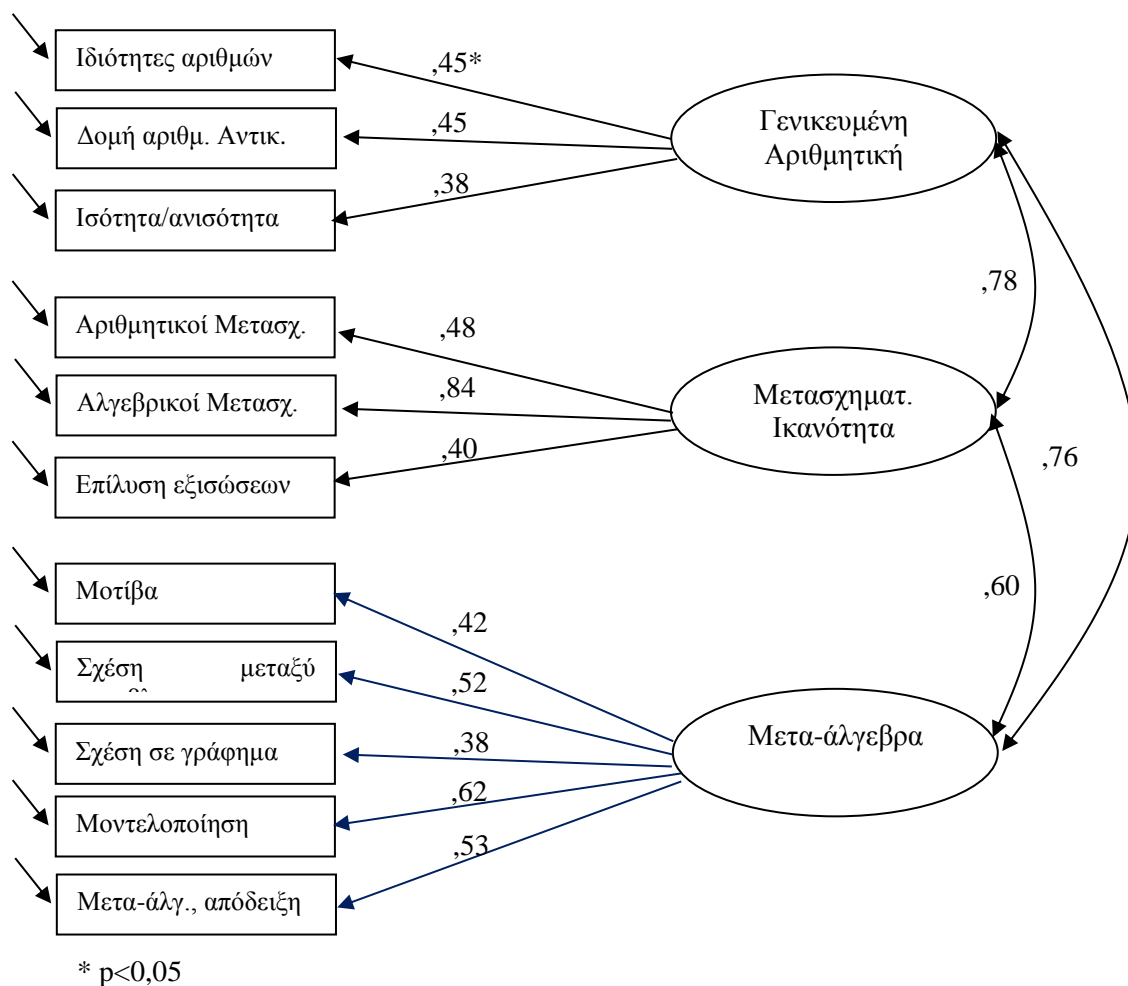 Ιδιότητες αριθμών
,45*
Δομή αριθμ. Αντικ.
,45
Ισότητα/ανισότητα
,38
Γενικευμένη
Αριθμητική
,78
Αριθμητικοί Μετασχ.
,48
Αλγεβρικοί Μετασχ.
,84
Επίλυση εξισώσεων
,40
Μετασχηματ.
Ικανότητα
,76
,60
Μοτίβα
,42
Σχέση μεταξύ
,52
Σχέση σε γράφημα
,38
Μοντελοποίηση
,62
Μετα-άλγ., απόδειξη
,53
Μετα-άλγεβρα
* p<0,05